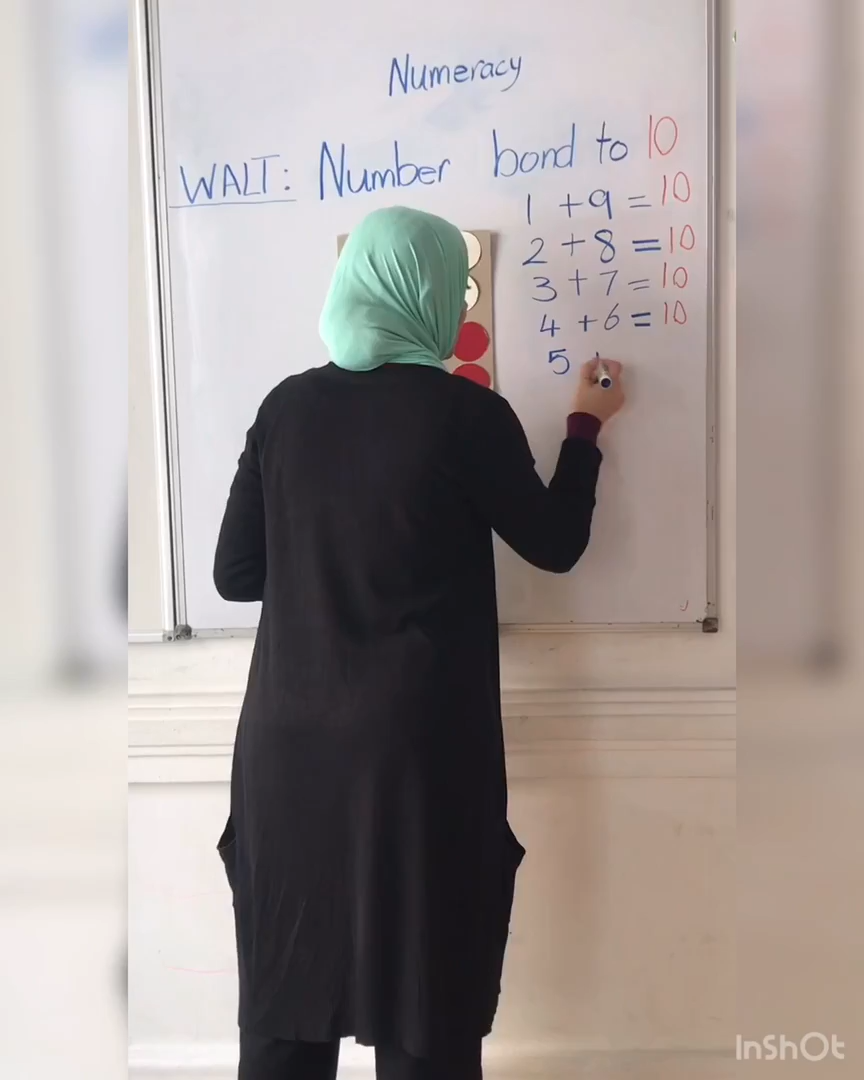 Numeracy
WALT: Number bond to 10
1 + 9 = 10
2 + 8 = 10
3 + 7 = 10
4 + 6 = 10
5 +
InShOt